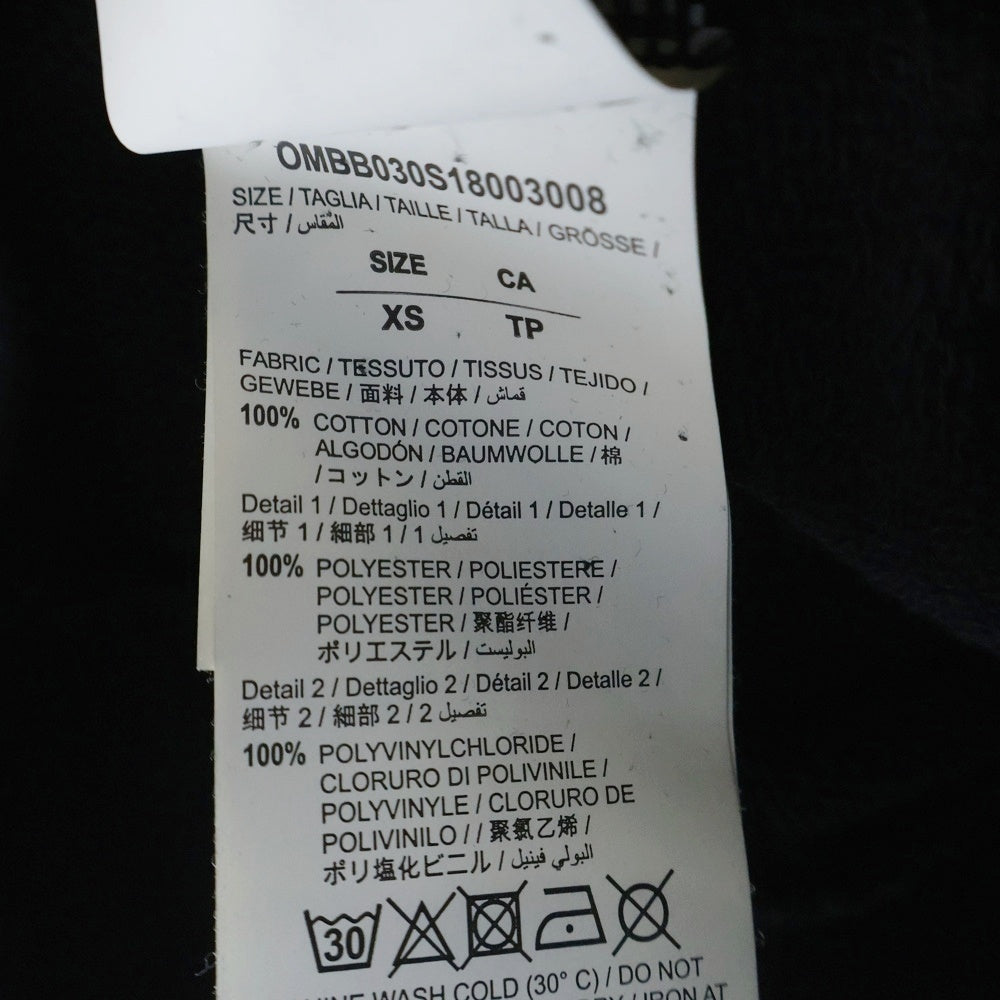 OMBB030S18003008
SIZE / TAGLIA / TAILLE / TALLA / GRÖSSE /
尺寸 / المقاس
SIZE CA
XS TP
FABRIC / TESSUTO / TISSUS / TEJIDO /
GEWEBE / 面料 / 本体 / قماش
100% COTTON / COTONE / COTON /
ALGODÓN / BAUMWOLLE / 棉
/ コットン / القطن
Detail 1 / Dettaglio 1 / Détail 1 / Detalle 1 /
细节 1 / 細部 1 / 1 تفصيل
100% POLYESTER / POLIESTERE /
POLYESTER / POLIÉSTER /
POLYESTER / 聚酯纤维 /
ポリエステル / البوليست
Detail 2 / Dettaglio 2 / Détail 2 / Detalle 2 /
细节 2 / 細部 2 / 2 تفصيل
100% POLYVINYLCHLORIDE /
CLORURO DI POLIVINILE /
POLYVINYLE / CLORURO DE
POLIVINILO / / 聚氯乙烯 /
ポリ塩化ビニル / البولي فينيل
30
WASH COLD (30° C) / DO NOT
IRON AT